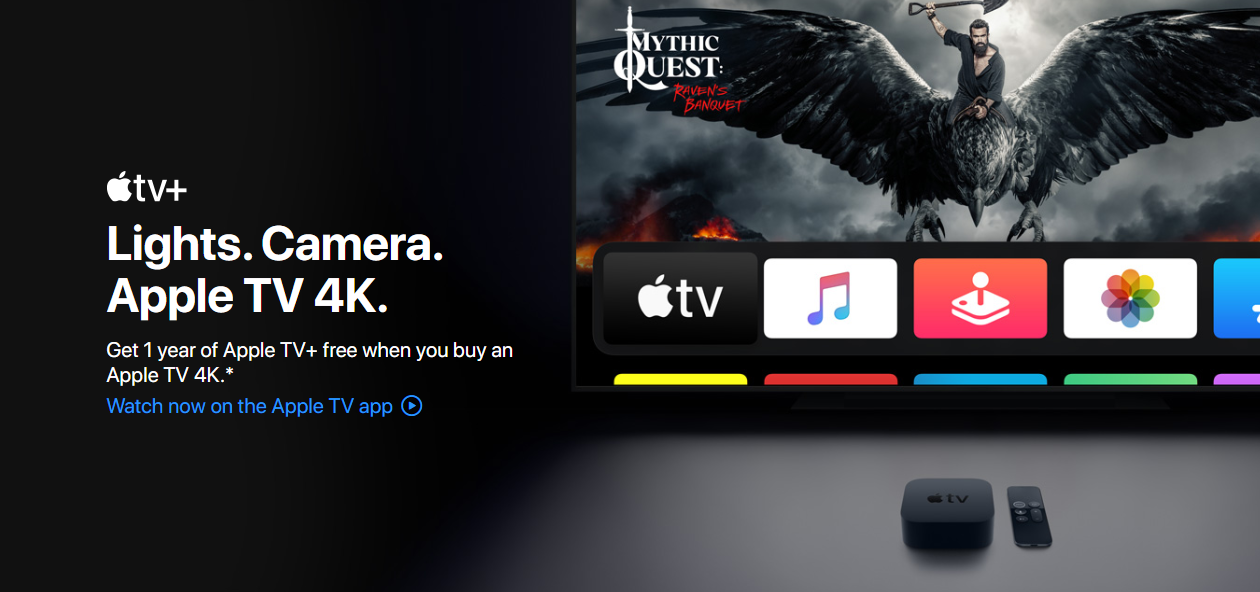 MYTHIC
QUEST:
RAVEN'S
BANQUET
tv+
Lights. Camera.
Apple TV 4K.
Get 1 year of Apple TV+ free when you buy an
Apple TV 4K.*
Watch now on the Apple TV app
tv
tv